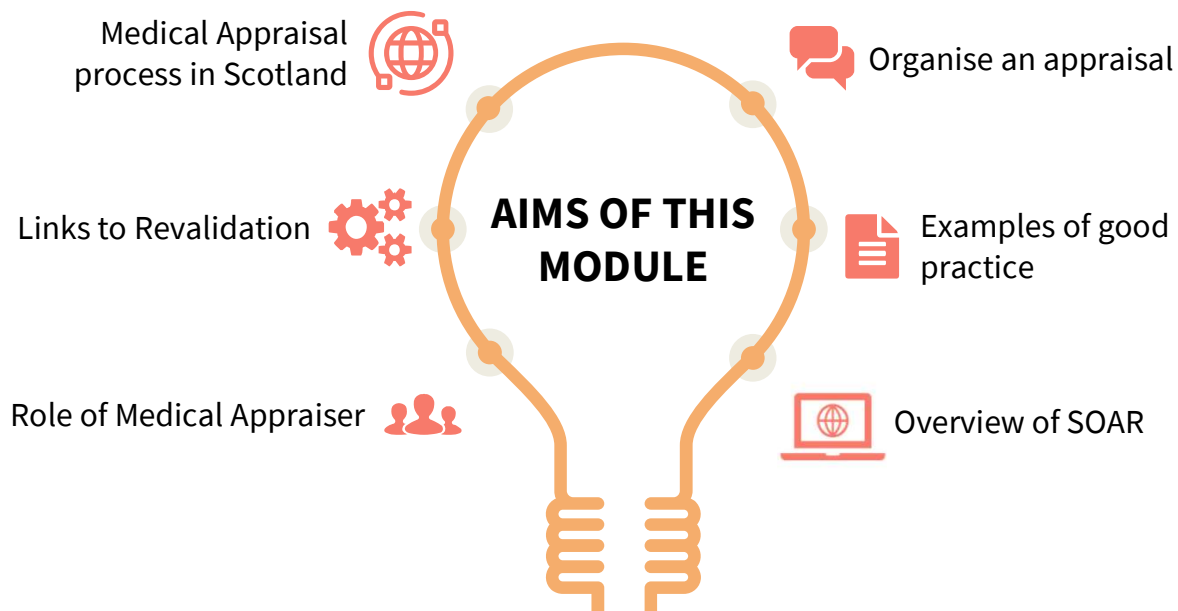 Medical Appraisal
process in Scotland
Links to Revalidation
Role of Medical Appraiser
AIMS OF THIS
MODULE
Organise an appraisal
Examples of good
practice
Overview of SOAR